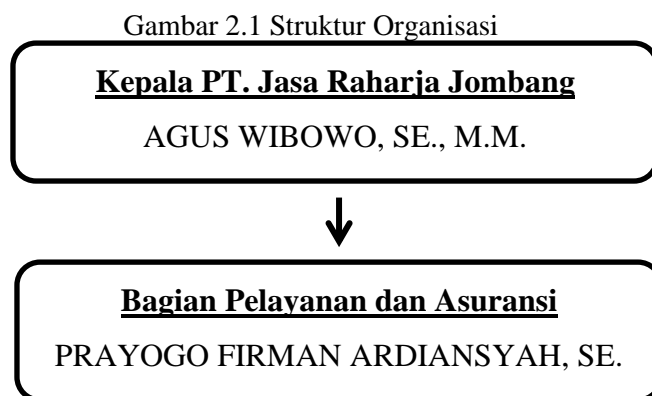 Gambar 2.1 Struktur Organisasi
Kepala PT. Jasa Raharja Jombang
AGUS WIBOWO, SE., M.M.
Bagian Pelayanan dan Asuransi
PRAYOGO FIRMAN ARDIANSYAH, SE.